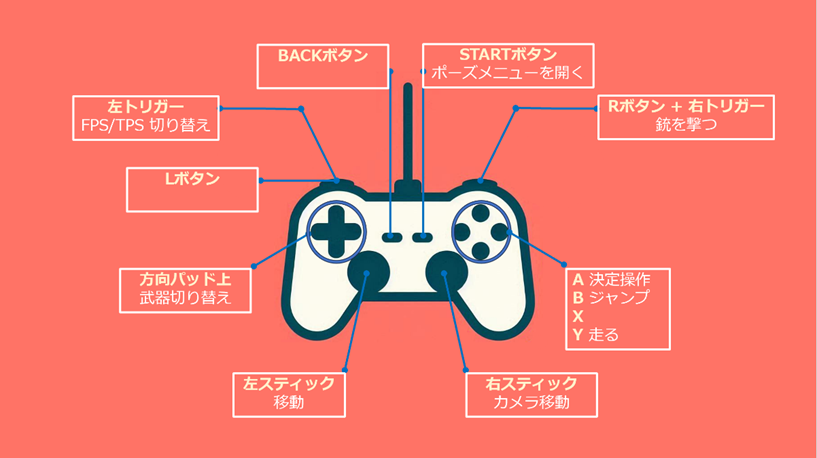 BACKボタン
STARTボタン
ポーズメニューを開く
左トリガー
FPS/TPS 切り替え
Rボタン + 右トリガー
銃を撃つ
Lボタン
方向パッド上
武器切り替え
A 決定操作
B ジャンプ
X
Y 走る
左スティック
移動
右スティック
カメラ移動